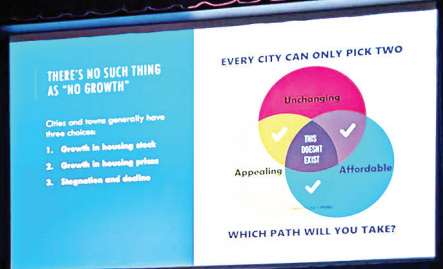 THERE'S NO SUCH THING
AS "NO GROWTH"
Cities and towns generally have
three choices:
1. Growth in housing stock
2. Growth in housing prices
3. Stagnation and decline
EVERY CITY CAN ONLY PICK TWO
Unchanging
THIS
DOESNT
EXIST
Appealing
Affordable
WHICH PATH WILL YOU TAKE?